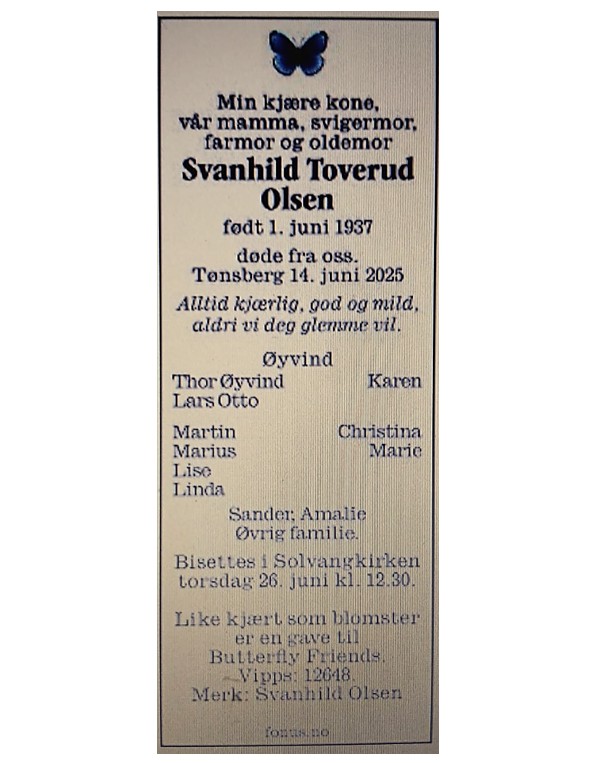 Min kjære kone,
vår mamma, svigermor,
farmor og oldemor
Svanhild Toverud
Olsen
født 1. juni 1937
døde fra oss.
Tønsberg 14. juni 2025
Alltid kjærlig, god og mild,
aldri vi deg glemme vil.
Øyvind
Thor Øyvind Karen
Lars Otto
Martin Christina
Marius Marie
Lise
Linda
Sander, Amalie
Øvrig familie.
Bisettes i Solvangkirken
torsdag 26. juni kl. 12.30.
Like kjært som blomster
er en gave til
Butterfly Friends.
Vipps: 12648.
Merk: Svanhild Olsen
fonus.no